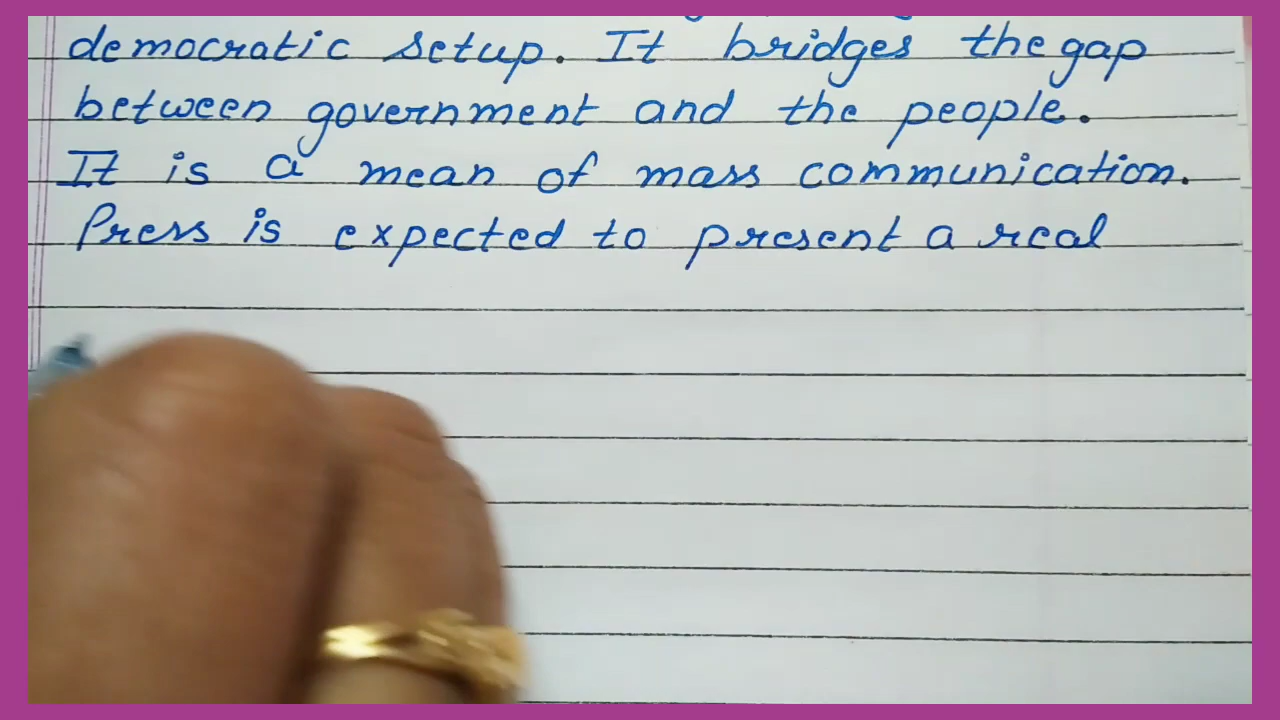 democratic setup. It bridges the gap
between government and the people.
It is a mean of mass communication.
Press is expected to present a real